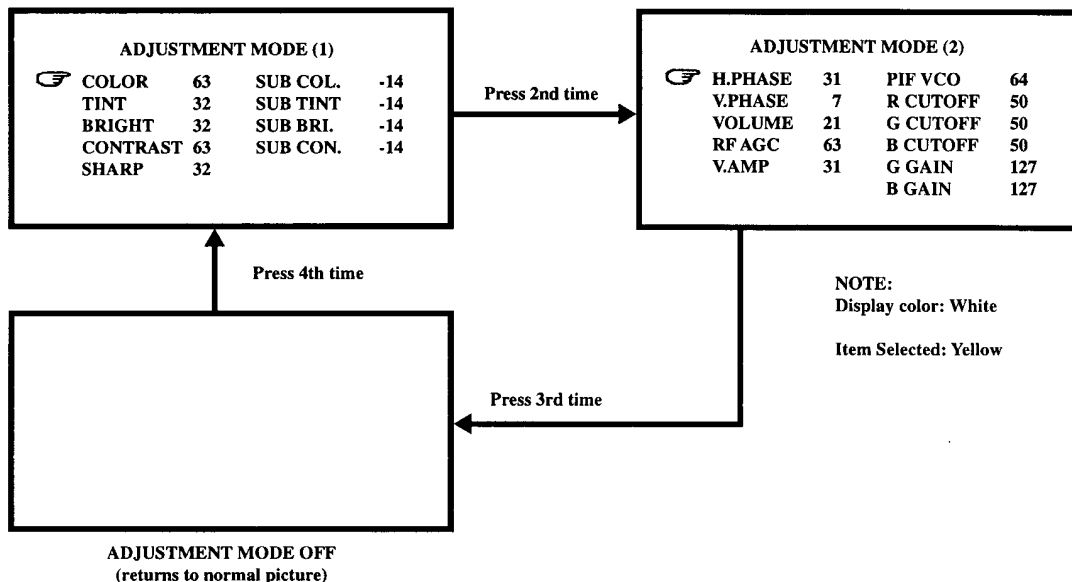 ADJUSTMENT MODE (1)
COLOR 63 SUB COL. -14
TINT 32 SUB TINT -14
BRIGHT 32 SUB BRI. -14
CONTRAST 63 SUB CON. -14
SHARP 32
Press 2nd time
ADJUSTMENT MODE (2)
H.PHASE 31 PIF VCO 64
V.PHASE 7 R CUTOFF 50
VOLUME 21 G CUTOFF 50
RF AGC 63 B CUTOFF 50
V.AMP 31 G GAIN 127
B GAIN 127
Press 4th time
NOTE:
Display color: White
Item Selected: Yellow
Press 3rd time
ADJUSTMENT MODE OFF
(returns to normal picture)